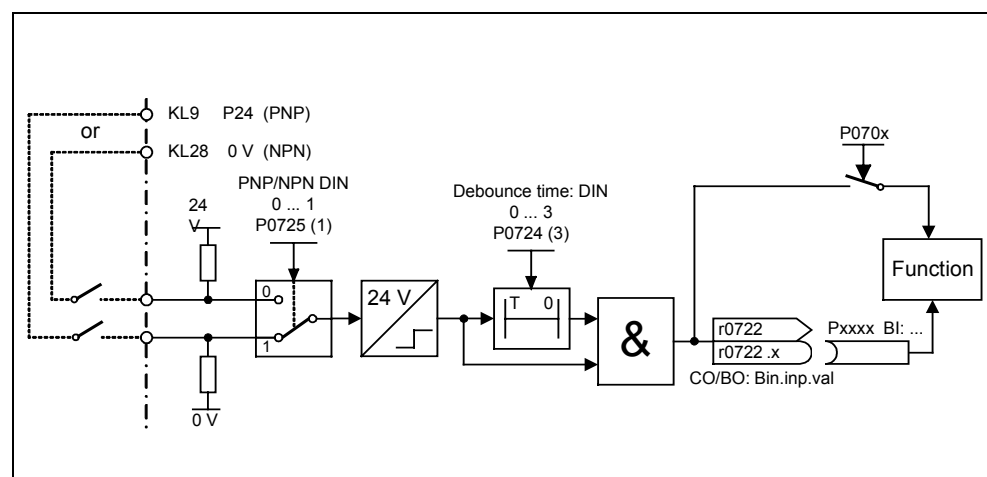 KL9 P24 (PNP)
or
KL28 0 V (NPN)
P070x
PNP/NPN DIN
0 ... 1
P0725 (1)
Debounce time: DIN
0 ... 3
P0724 (3)
24
V
Function
0
1
24 V
T 0
&
r0722
r0722 .x
Pxxxx BI: ...
CO/BO: Bin.inp.val
0 V